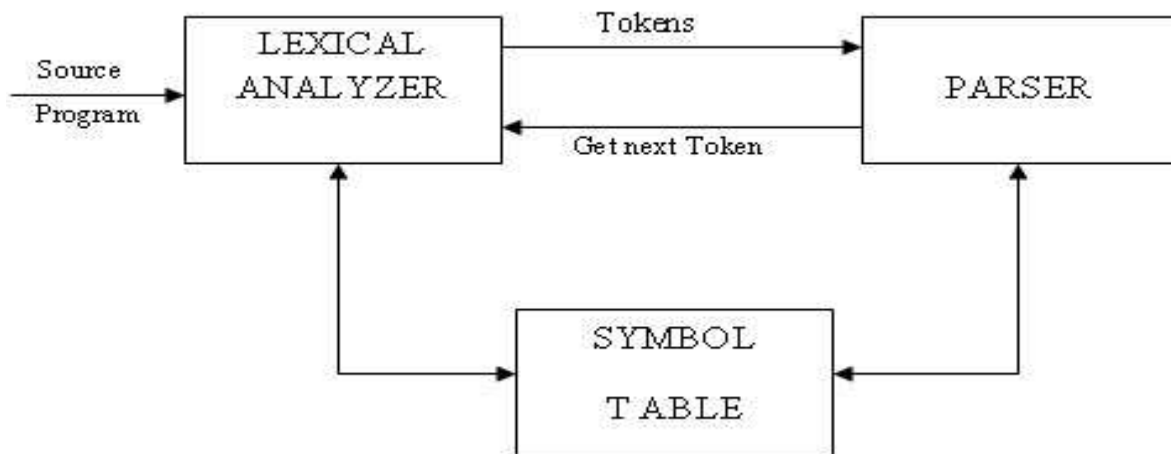 Source
Program
LEXICAL
ANALYZER
Tokens
Get next Token
PARSER
SYMBOL
TABLE